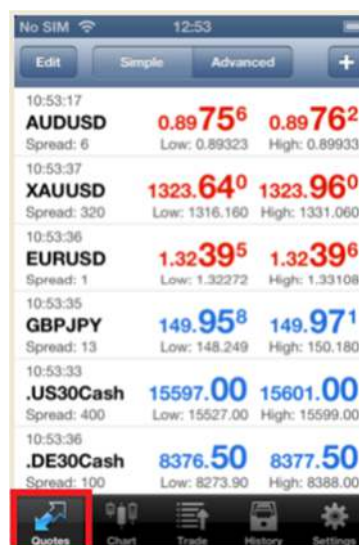 No SIM 12:53
Edit Simple Advanced +
10:53:17
AUDUSD 0.89756 0.89762
Spread: 6 Low: 0.89323 High: 0.89933
10:53:37
XAUUSD 1323.640 1323.960
Spread: 320 Low: 1316.160 High: 1331.060
10:53:36
EURUSD 1.32395 1.32396
Spread: 1 Low: 1.32272 High: 1.33108
10:53:35
GBPJPY 149.958 149.971
Spread: 13 Low: 148.249 High: 150.180
10:53:33
.US30Cash 15597.00 15601.00
Spread: 400 Low: 15527.00 High: 15599.00
10:53:36
.DE30Cash 8376.50 8377.50
Spread: 100 Low: 8273.90 High: 8388.00
Quotes Chart Trade History Settings